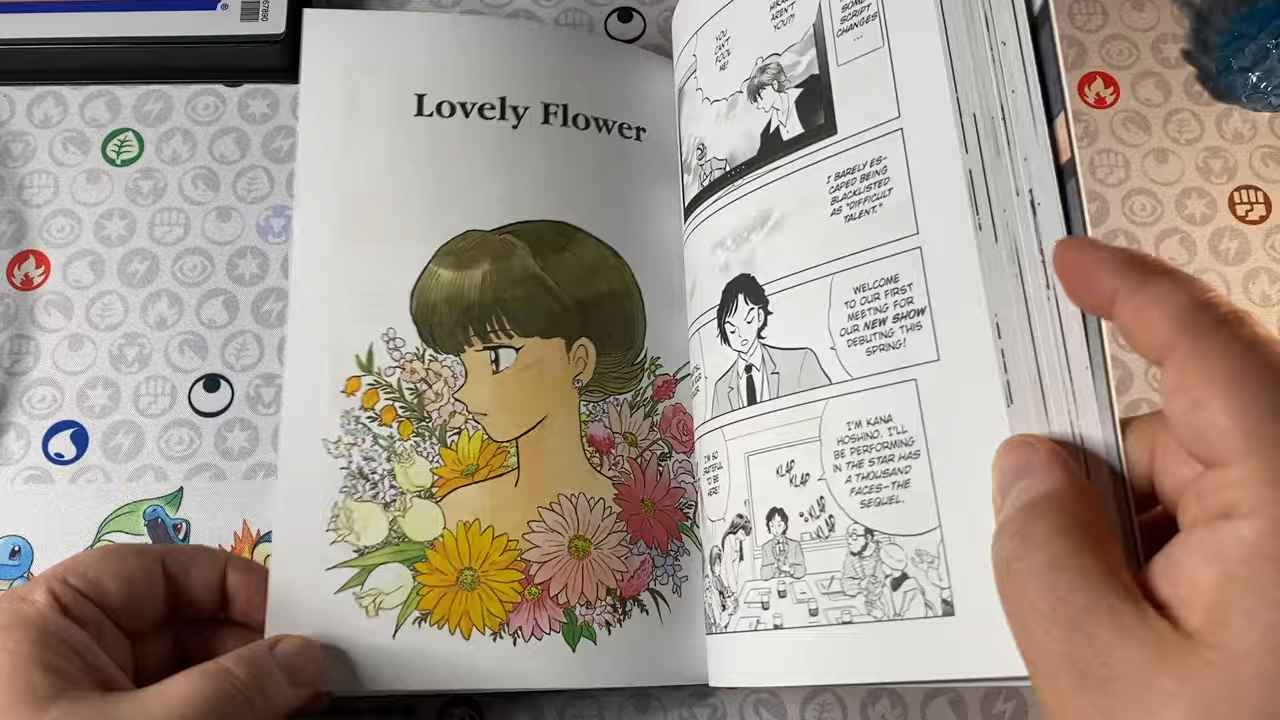 Lovely Flower
SOME
SCRIPT
CHANGES
...
AREN'T
YOU?!
YOU
CAN'T
FOOL
ME!
I BARELY ES-
CAPED BEING
BLACKLISTED
AS "DIFFICULT
TALENT."
WELCOME
TO OUR FIRST
MEETING FOR
OUR NEW SHOW
DEBUTING THIS
SPRING!
I'M KANA
HOSHINO. I'LL
BE PERFORMING
IN THE STAR HAS
A THOUSAND
FACES-THE
SEQUEL.
KLAP
KLAP
KLAP
KLAP
I'M SO
TO BE
HERE!
67890